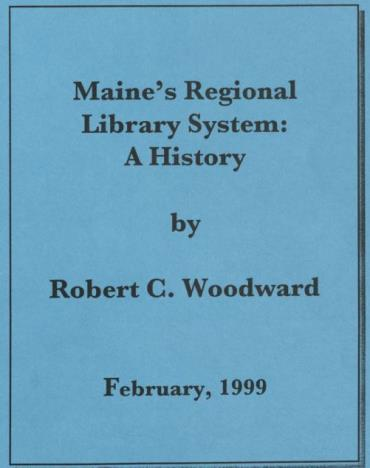 Maine's Regional
Library System:
A History
by
Robert C. Woodward
February, 1999